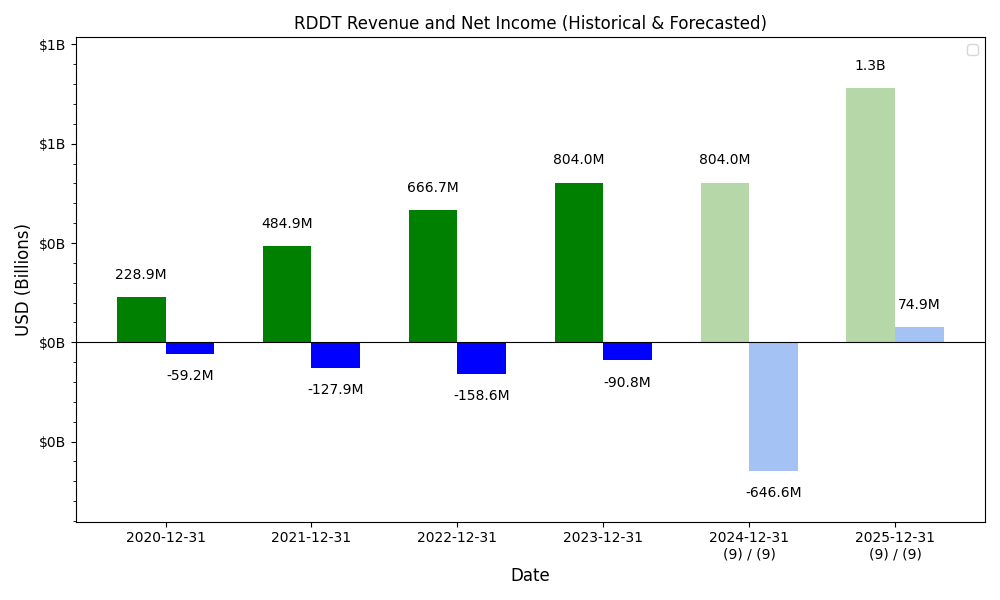 RDDT Revenue and Net Income (Historical & Forecasted)
$1B
1.3B
$1B
804.0M
804.0M
666.7M
484.9M
$0B
228.9M
74.9M
$0B
-59.2M
-127.9M
-158.6M
-90.8M
$0B
-646.6M
USD (Billions)
2020-12-31
2021-12-31
2022-12-31
2023-12-31
2024-12-31
(9) / (9)
2025-12-31
(9) / (9)
Date